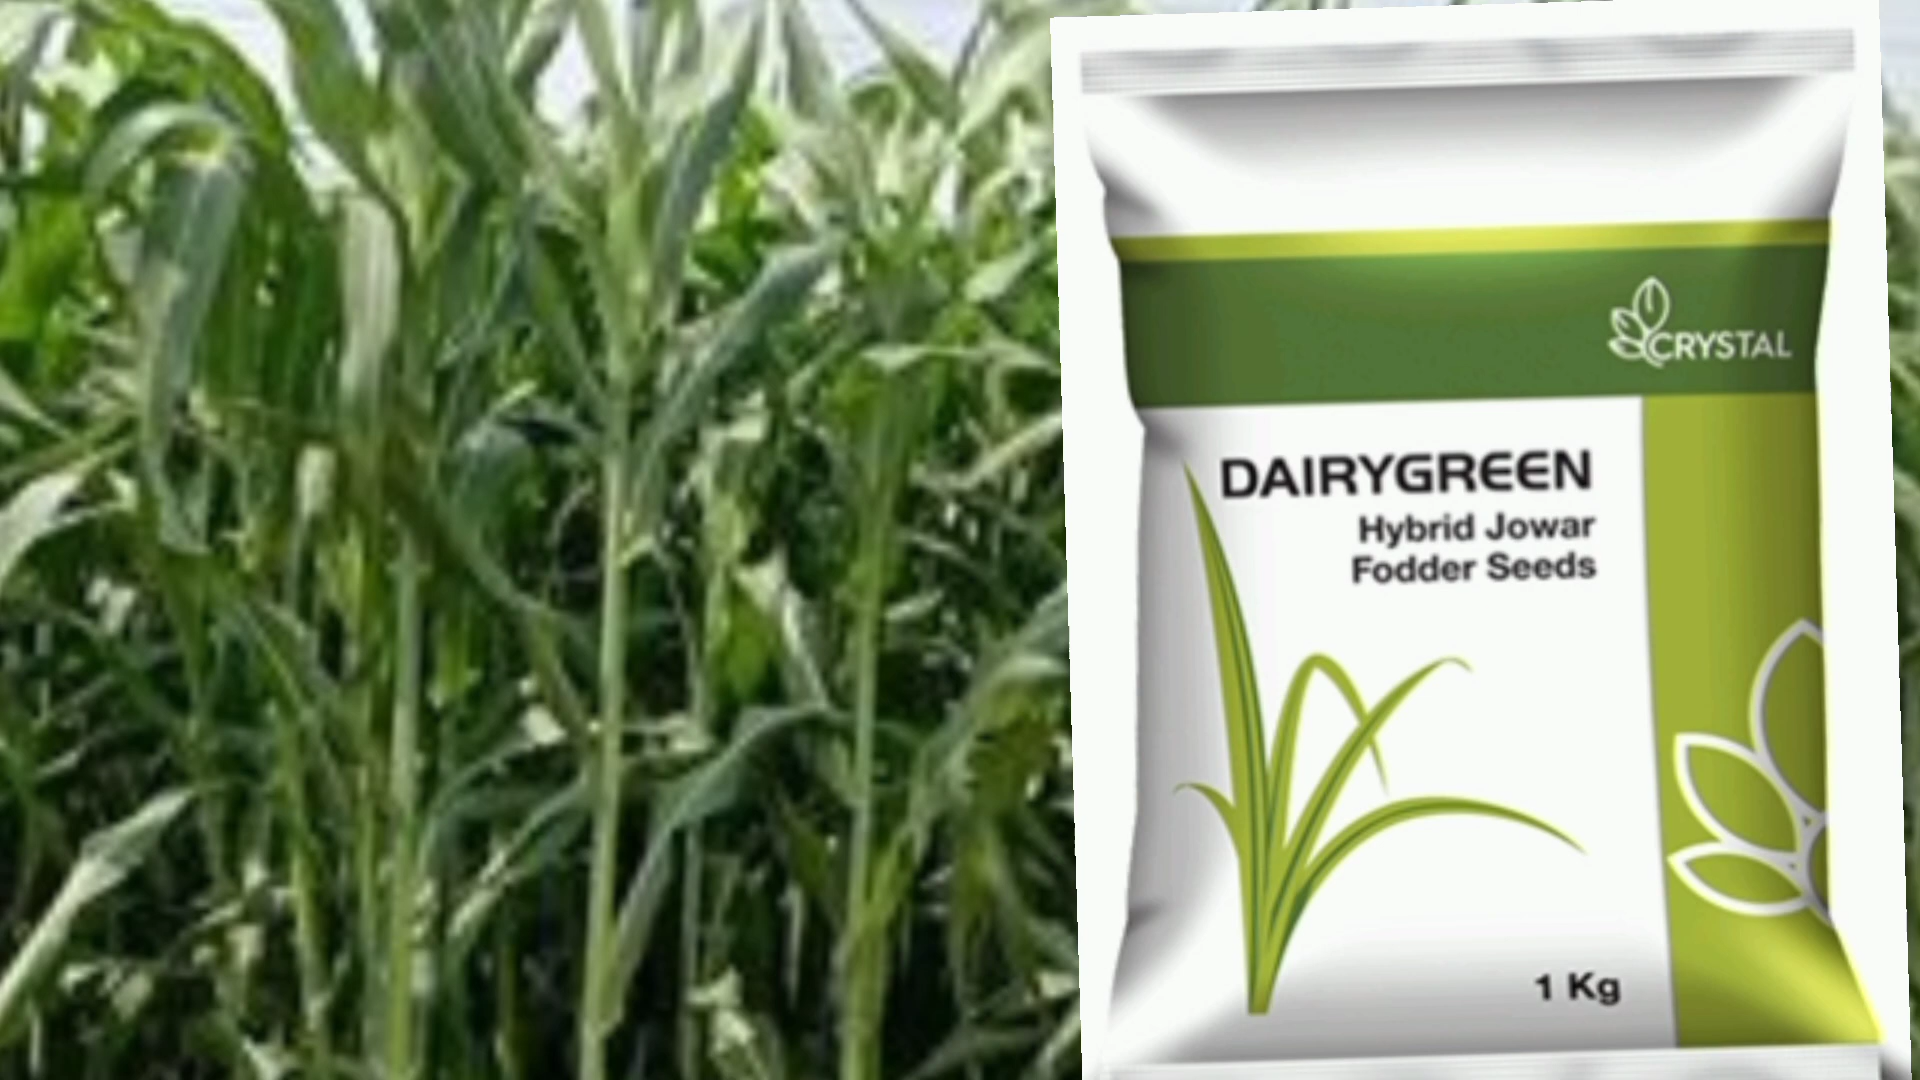 CRYSTAL
DAIRYGREEN
Hybrid Jowar
Fodder Seeds
1 Kg